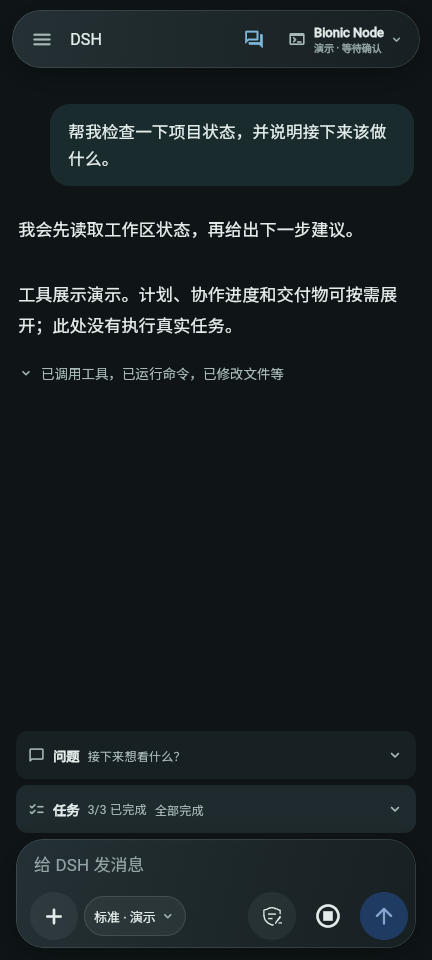 DSH
Bionic Node
演示 · 等待确认
帮我检查一下项目状态，并说明接下来该做
什么。
我会先读取工作区状态，再给出下一步建议。
工具展示演示。计划、协作进度和交付物可按需展
开；此处没有执行真实任务。
已调用工具，已运行命令，已修改文件等
问题 接下来想看什么？
任务 3/3 已完成 全部完成
给 DSH 发消息
标准 · 演示